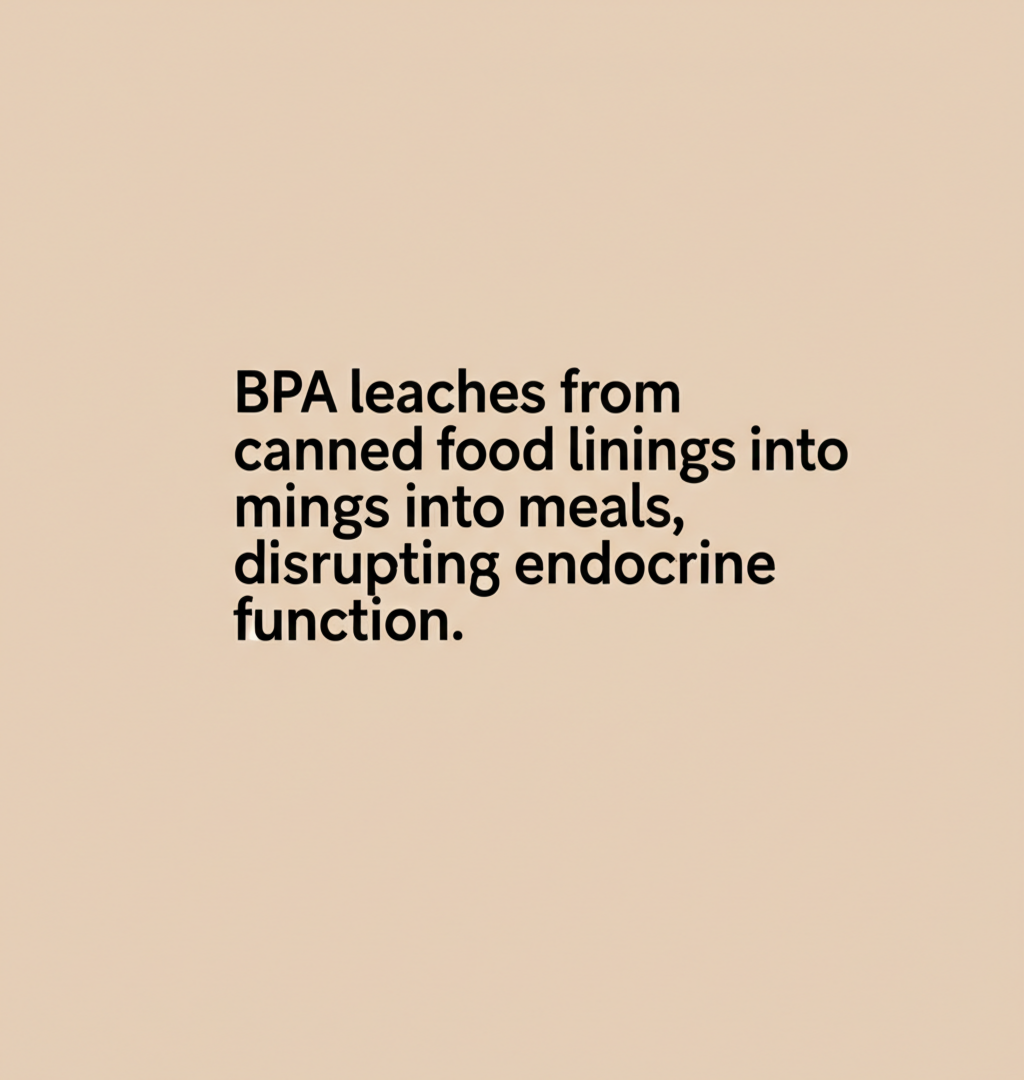 BPA leaches from
canned food linings into
mings into meals,
disrupting endocrine
function.